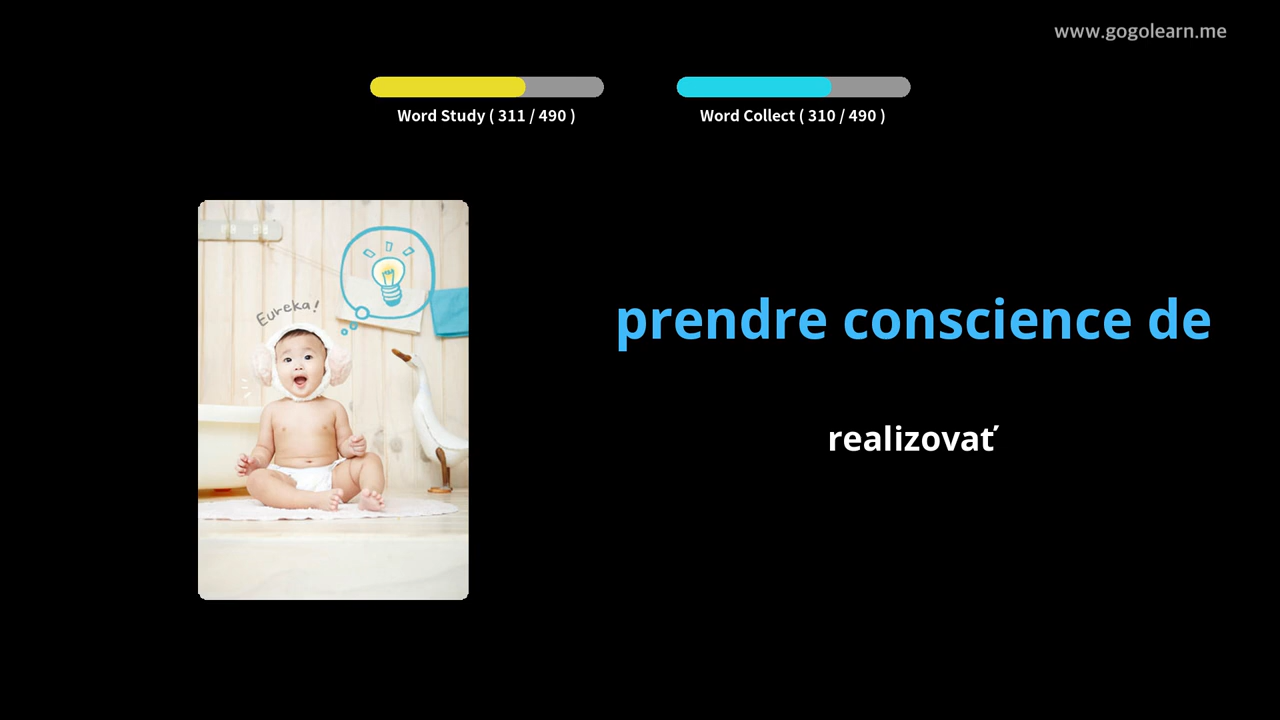 www.gogolearn.me
Word Study ( 311 / 490 )
Word Collect ( 310 / 490 )
Eureka!
prendre conscience de
realizovať